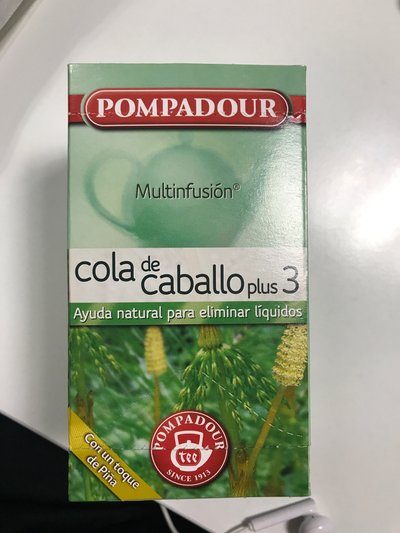 POMPADOUR
Multinfusión®
cola de caballo plus 3
Ayuda natural para eliminar líquidos
Con un toque
de Piña
POMPADOUR
tee
SINCE 1913